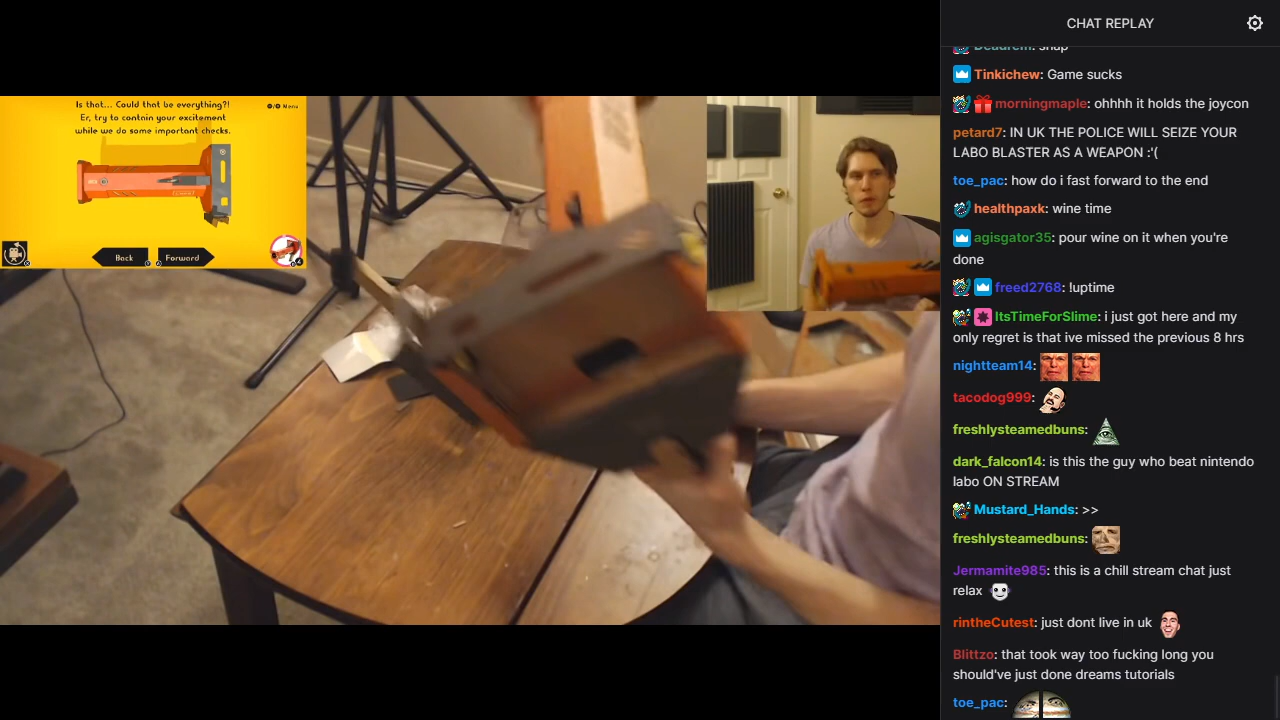 Is that... Could that be everything?!
Er, try to contain your excitement
while we do some important checks.
⊕/⊖ Menu
Back
Forward
CHAT REPLAY
Deadrem: snap
Tinkichew: Game sucks
morningmaple: ohhhh it holds the joycon
petard7: IN UK THE POLICE WILL SEIZE YOUR
LABO BLASTER AS A WEAPON :'(
toe_pac: how do i fast forward to the end
healthpaxk: wine time
agisgator35: pour wine on it when you're
done
freed2768: !uptime
ItsTimeForSlime: i just got here and my
only regret is that ive missed the previous 8 hrs
nightteam14:
tacodog999:
freshlysteamedbuns:
dark_falcon14: is this the guy who beat nintendo
labo ON STREAM
Mustard_Hands: >>
freshlysteamedbuns:
Jermamite985: this is a chill stream chat just
relax
rintheCutest: just dont live in uk
Blittzo: that took way too fucking long you
should've just done dreams tutorials
toe_pac: